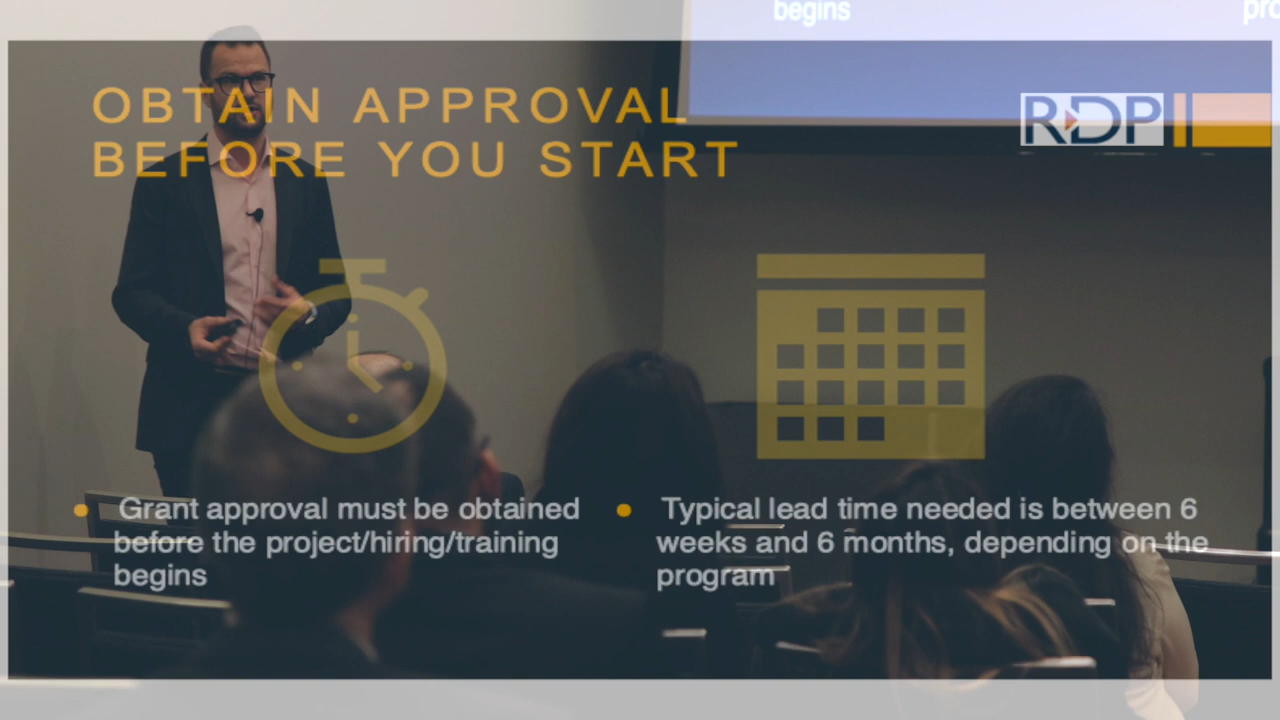 begins
pro
OBTAIN APPROVAL
BEFORE YOU START
RDP
Grant approval must be obtained
before the project/hiring/training
begins
Typical lead time needed is between 6
weeks and 6 months, depending on the
program